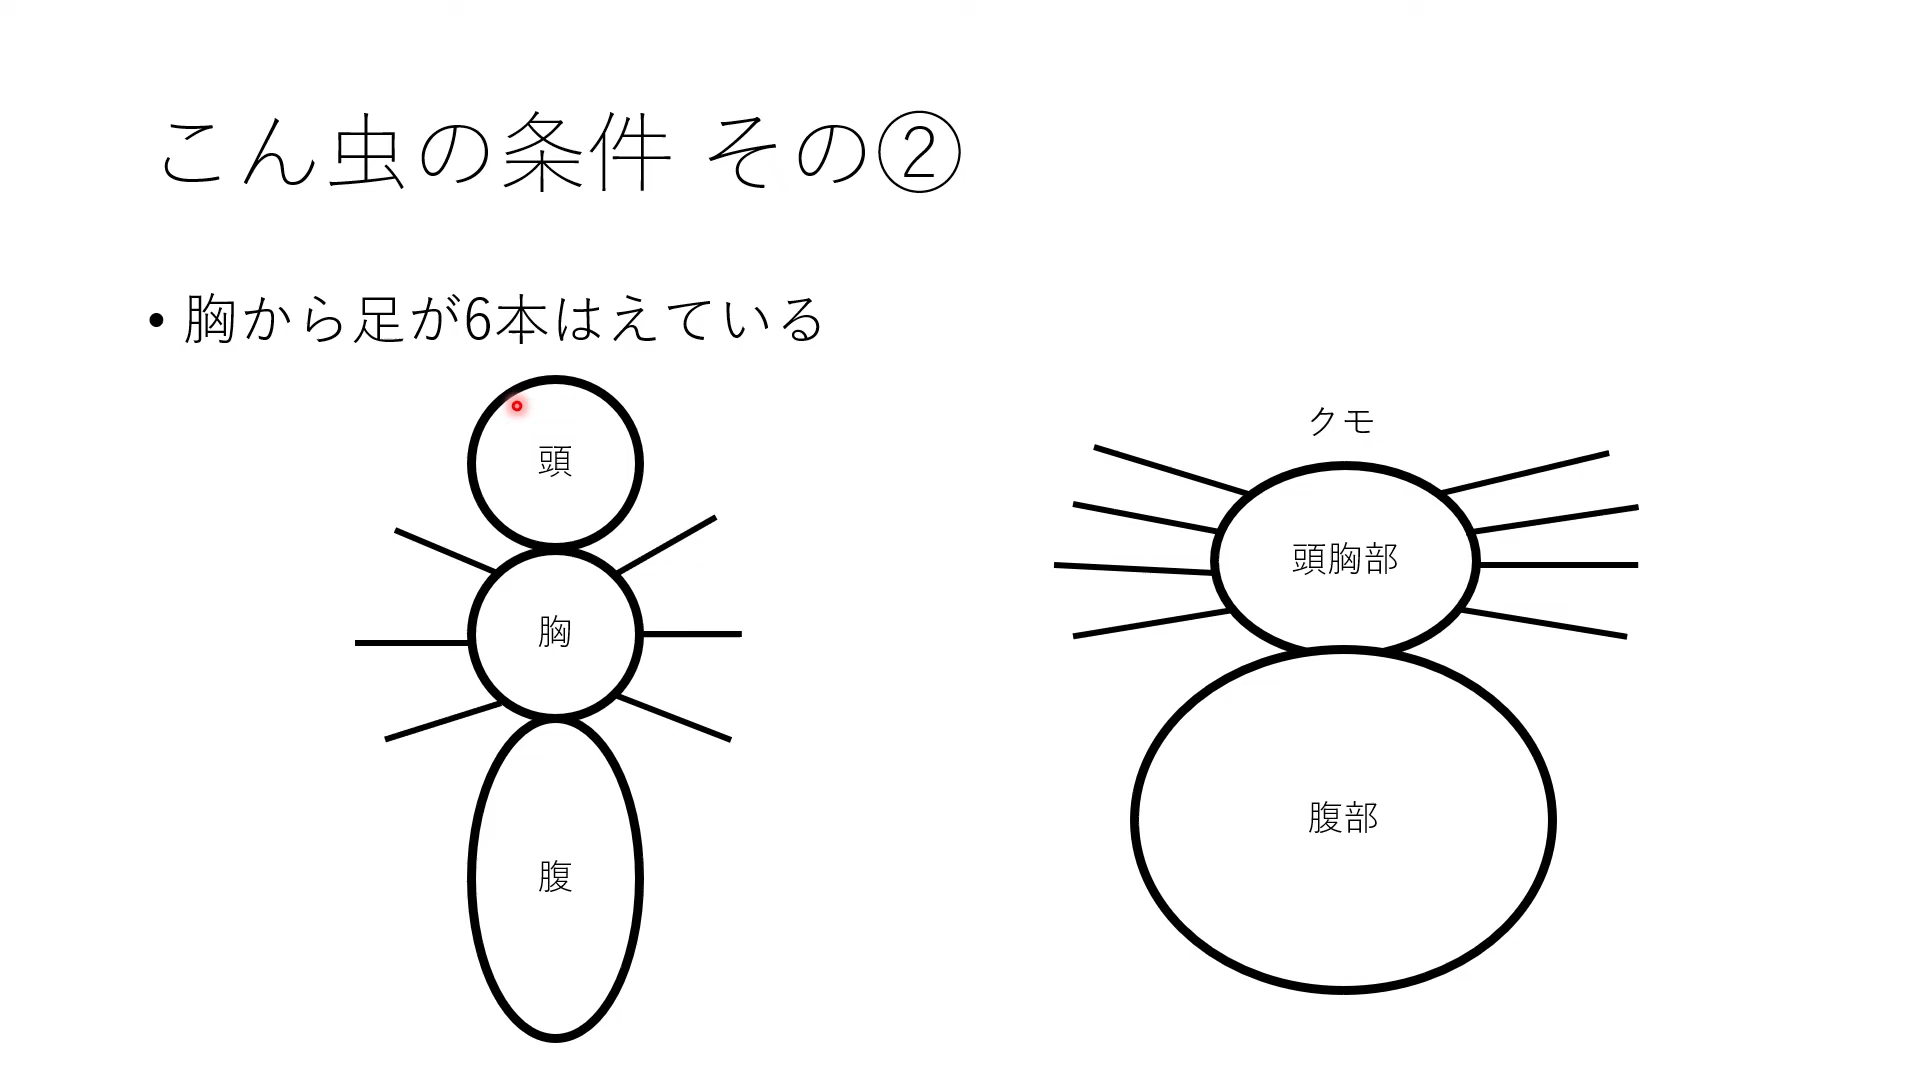 こん虫の条件 その②
• 胸から足が6本はえている
頭
胸
腹
クモ
頭胸部
腹部